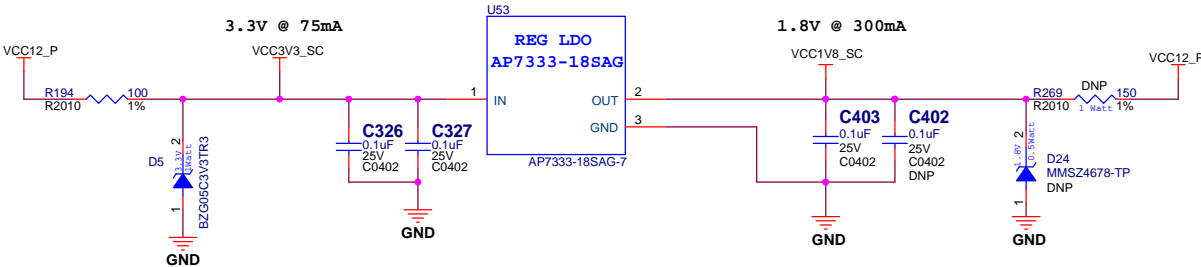 3.3V @ 75mA
VCC12_P
VCC3V3_SC
R194
100
R2010
1%
2
3.3V
1Watt
D5
BZG05C3V3TR3
1
GND
C326
0.1uF
25V
C0402
C327
0.1uF
25V
C0402
GND
U53
REG LDO
AP7333-18SAG
1
IN
OUT
2
GND
3
AP7333-18SAG-7
1.8V @ 300mA
VCC1V8_SC
C403
0.1uF
25V
C0402
C402
0.1uF
25V
C0402
DNP
GND
VCC12_P
R269
DNP
150
R2010
1 Watt
1%
2
1.8V
0.5Watt
D24
MMSZ4678-TP
DNP
1
GND